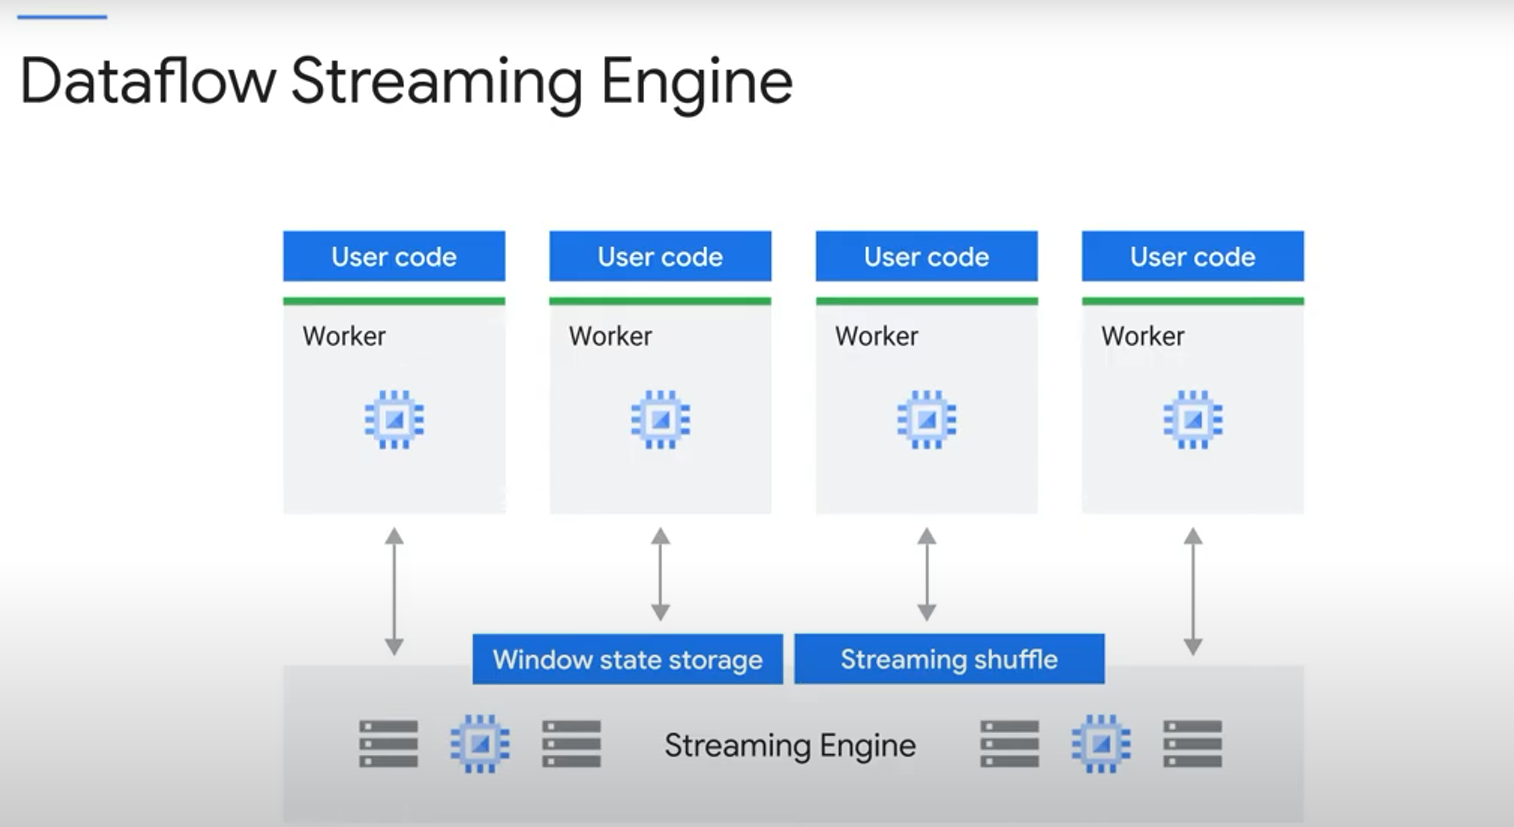 Dataflow Streaming Engine
User code
User code
User code
User code
Worker
Worker
Worker
Worker
Window state storage
Streaming shuffle
Streaming Engine